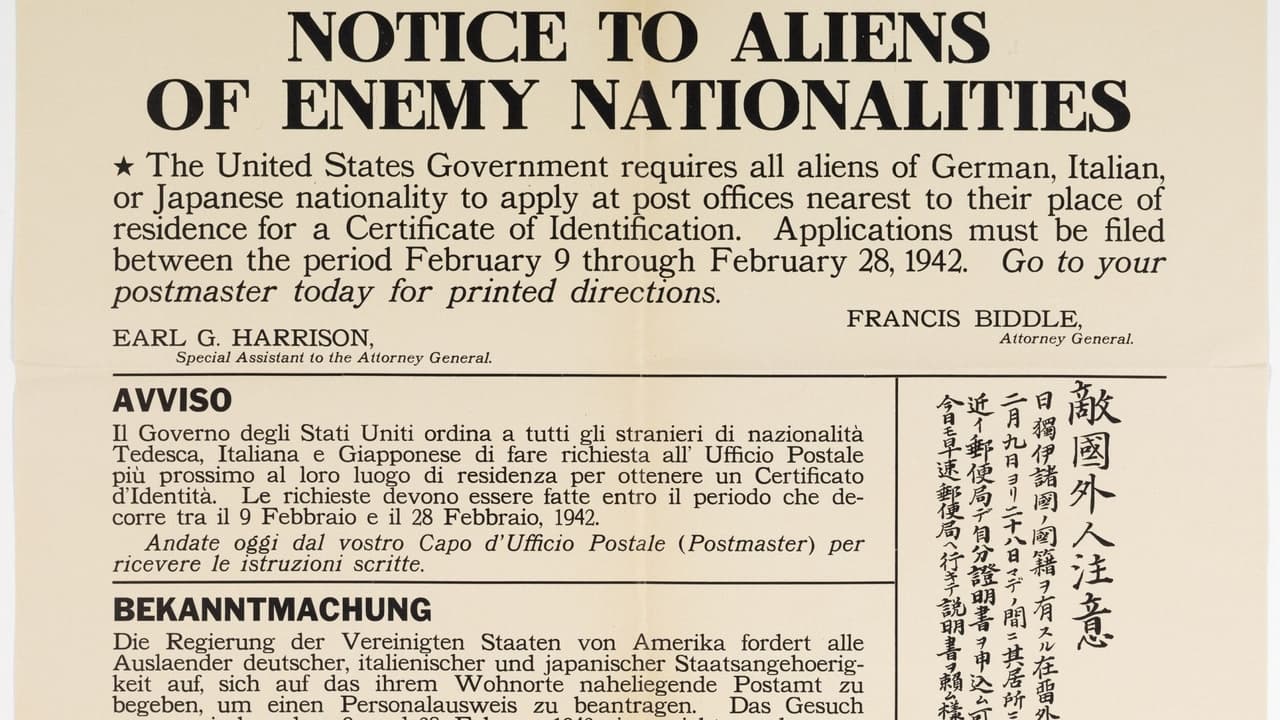 NOTICE TO ALIENS
OF ENEMY NATIONALITIES
★ The United States Government requires all aliens of German, Italian,
or Japanese nationality to apply at post offices nearest to their place of
residence for a Certificate of Identification. Applications must be filed
between the period February 9 through February 28, 1942. Go to your
postmaster today for printed directions.
FRANCIS BIDDLE,
Attorney General.
EARL G. HARRISON,
Special Assistant to the Attorney General.
AVVISO
Il Governo degli Stati Uniti ordina a tutti gli stranieri di nazionalità
Tedesca, Italiana e Giapponese di fare richiesta all' Ufficio Postale
più prossimo al loro luogo di residenza per ottenere un Certificato
d'Identità. Le richieste devono essere fatte entro il periodo che de-
corre tra il 9 Febbraio e il 28 Febbraio, 1942.
Andate oggi dal vostro Capo d'Ufficio Postale (Postmaster) per
ricevere le istruzioni scritte.
BEKANNTMACHUNG
Die Regierung der Vereinigten Staaten von Amerika fordert alle
Auslaender deutscher, italienischer und japanischer Staatsangehoerig-
keit auf, sich auf das ihrem Wohnorte naheliegende Postamt zu
begeben, um einen Personalausweis zu beantragen. Das Gesuch
敵國外人注意
日獨伊諸國ノ國籍ヲ有スル在留外
二月九日ヨリ二十八日マデノ間ニ其居所ニ
近イ郵便局デ自分證明書ヲ申込ム可
今日モ早速郵便局ヘ行キテ説明書ヲ頼ム樣